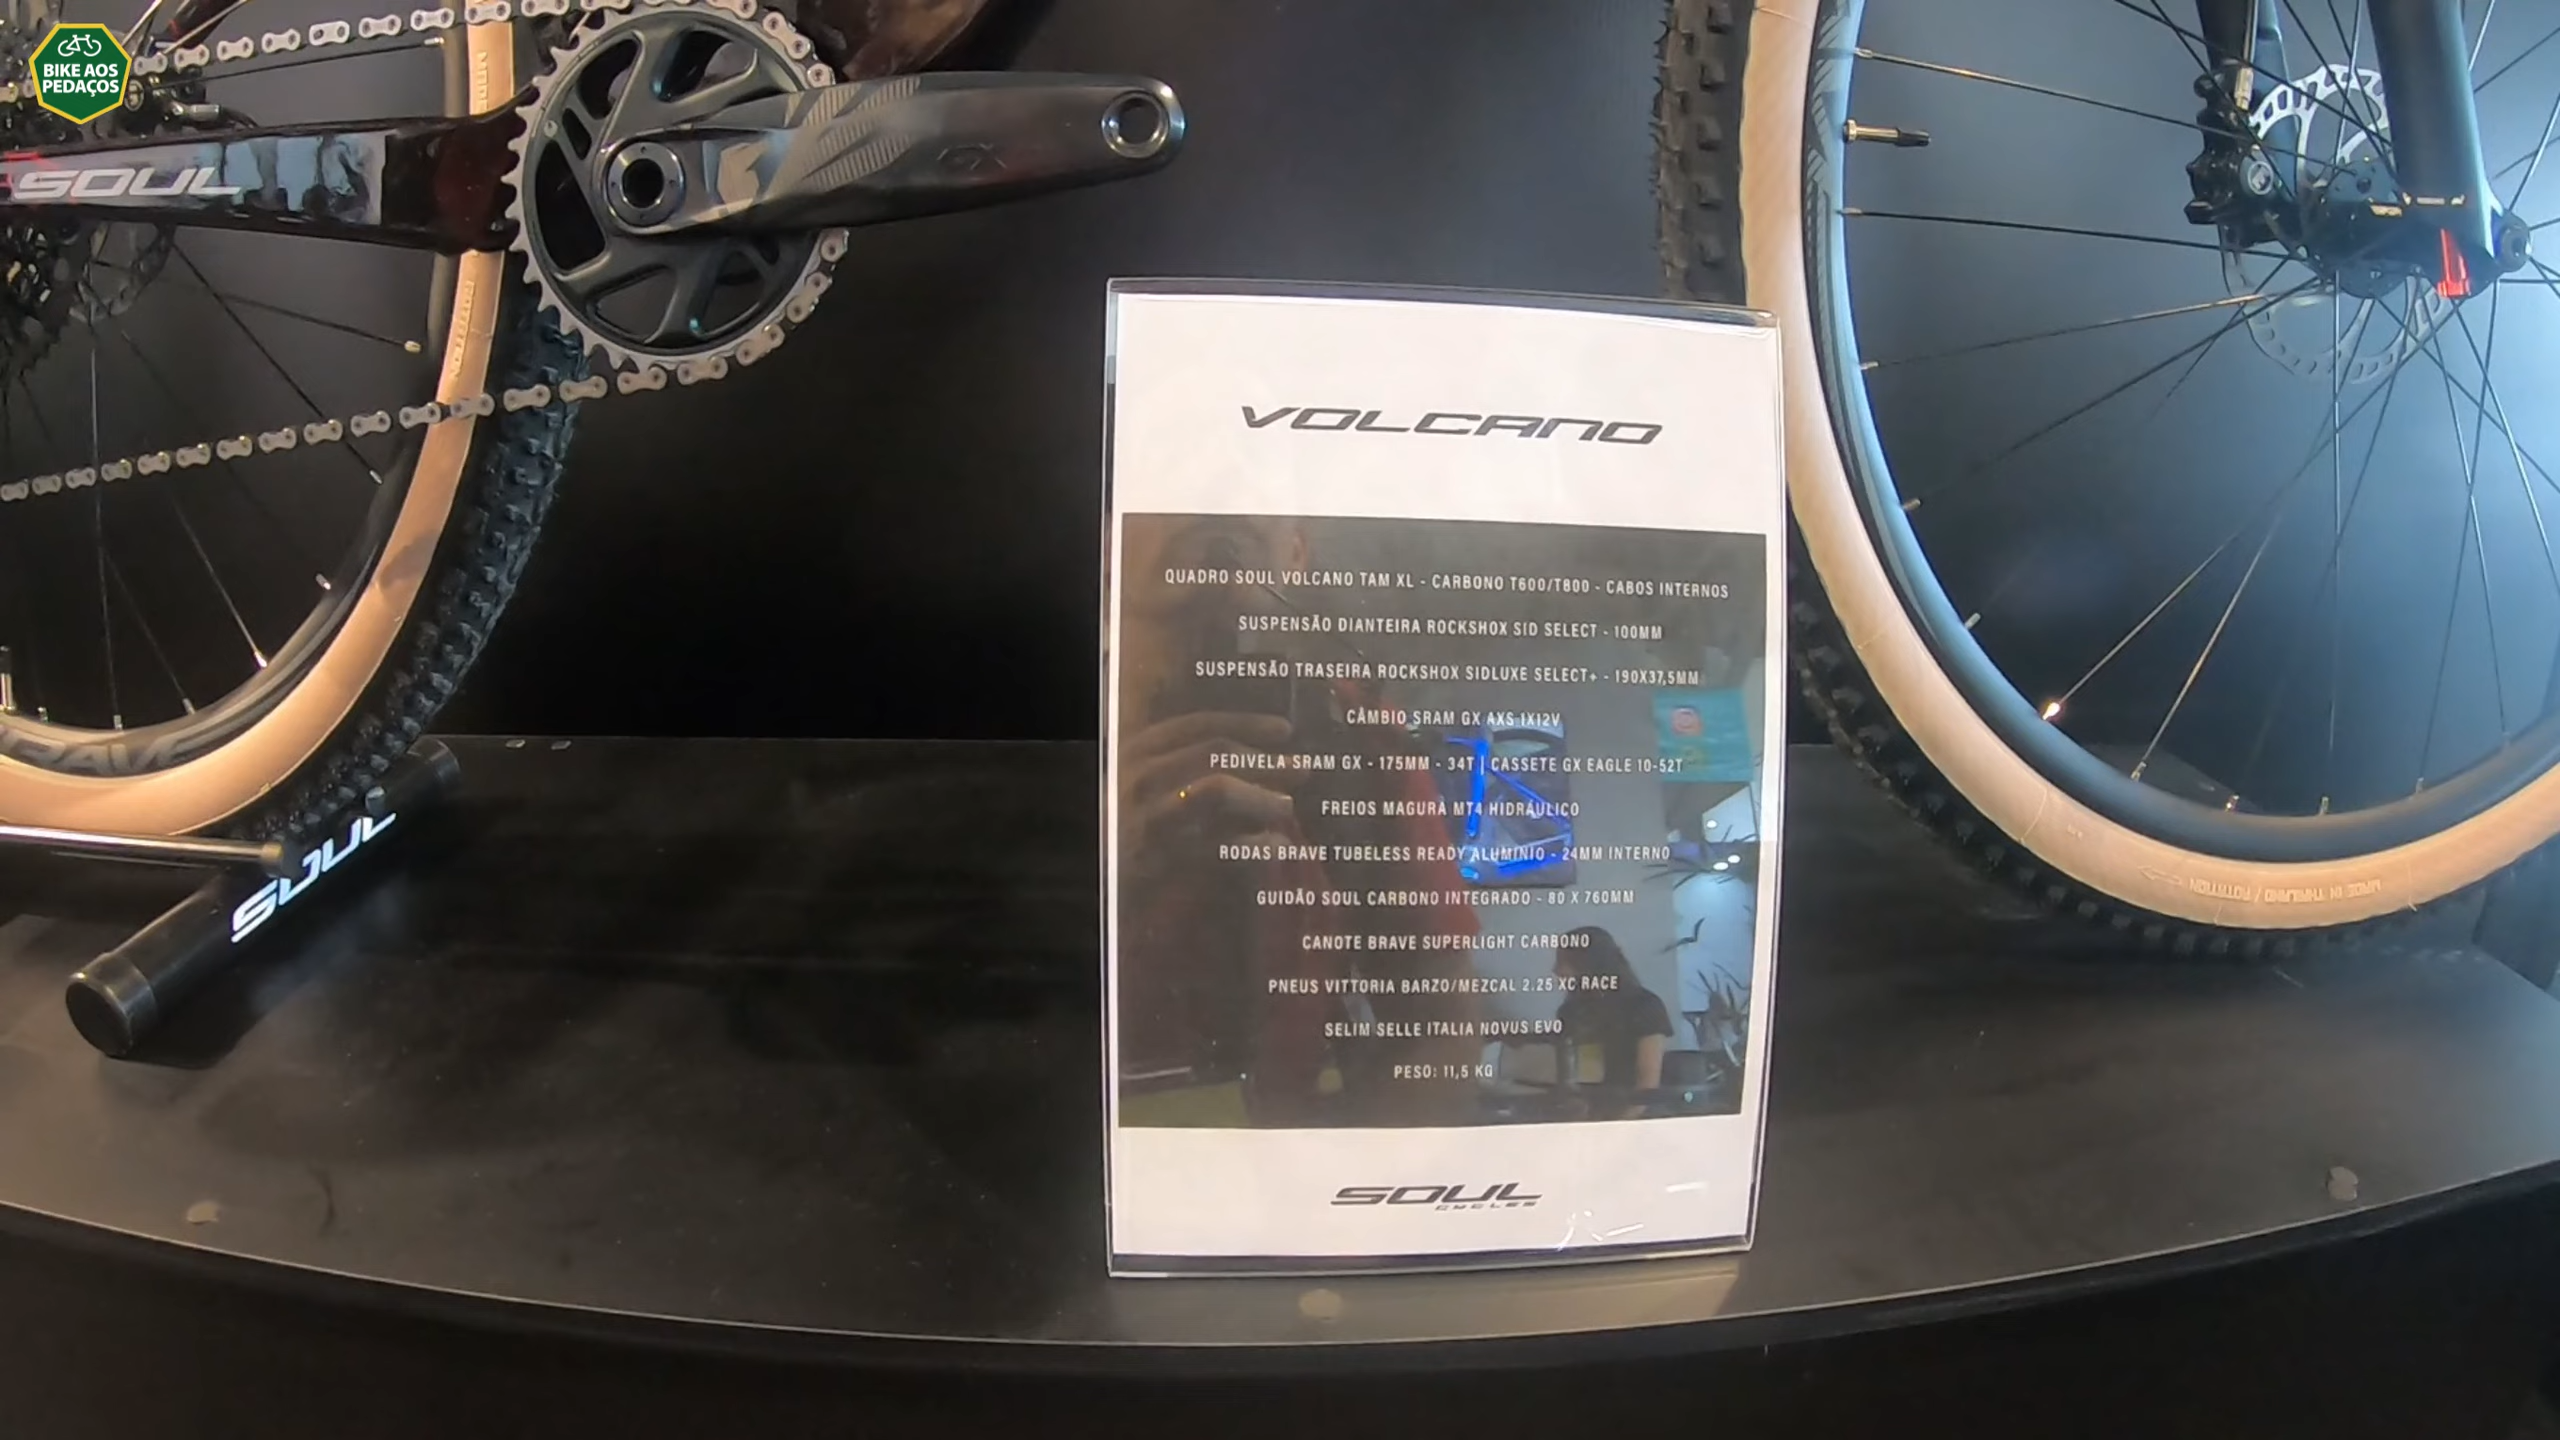 BIKE AOS
PEDAÇOS
SOUL
GX
VOLCANO
QUADRO SOUL VOLCANO TAM XL - CARBONO T600/T800 - CABOS INTERNOS
SUSPENSÃO DIANTEIRA ROCKSHOX SID SELECT - 100MM
SUSPENSÃO TRASEIRA ROCKSHOX SIDLUXE SELECT+ - 190X37,5MM
CÂMBIO SRAM GX AXS 1X12V
PEDIVELA SRAM GX - 175MM - 34T | CASSETE GX EAGLE 10-52T
FREIOS MAGURA MT4 HIDRÁULICO
RODAS BRAVE TUBELESS READY ALUMÍNIO - 24MM INTERNO
GUIDÃO SOUL CARBONO INTEGRADO - 80 X 760MM
CANOTE BRAVE SUPERLIGHT CARBONO
PNEUS VITTORIA BARZO/MEZCAL 2.25 XC RACE
SELIM SELLE ITALIA NOVUS EVO
PESO: 11,5 KG
SOUL
CYCLES
SOUL
MADE IN THAILAND / ROTATION